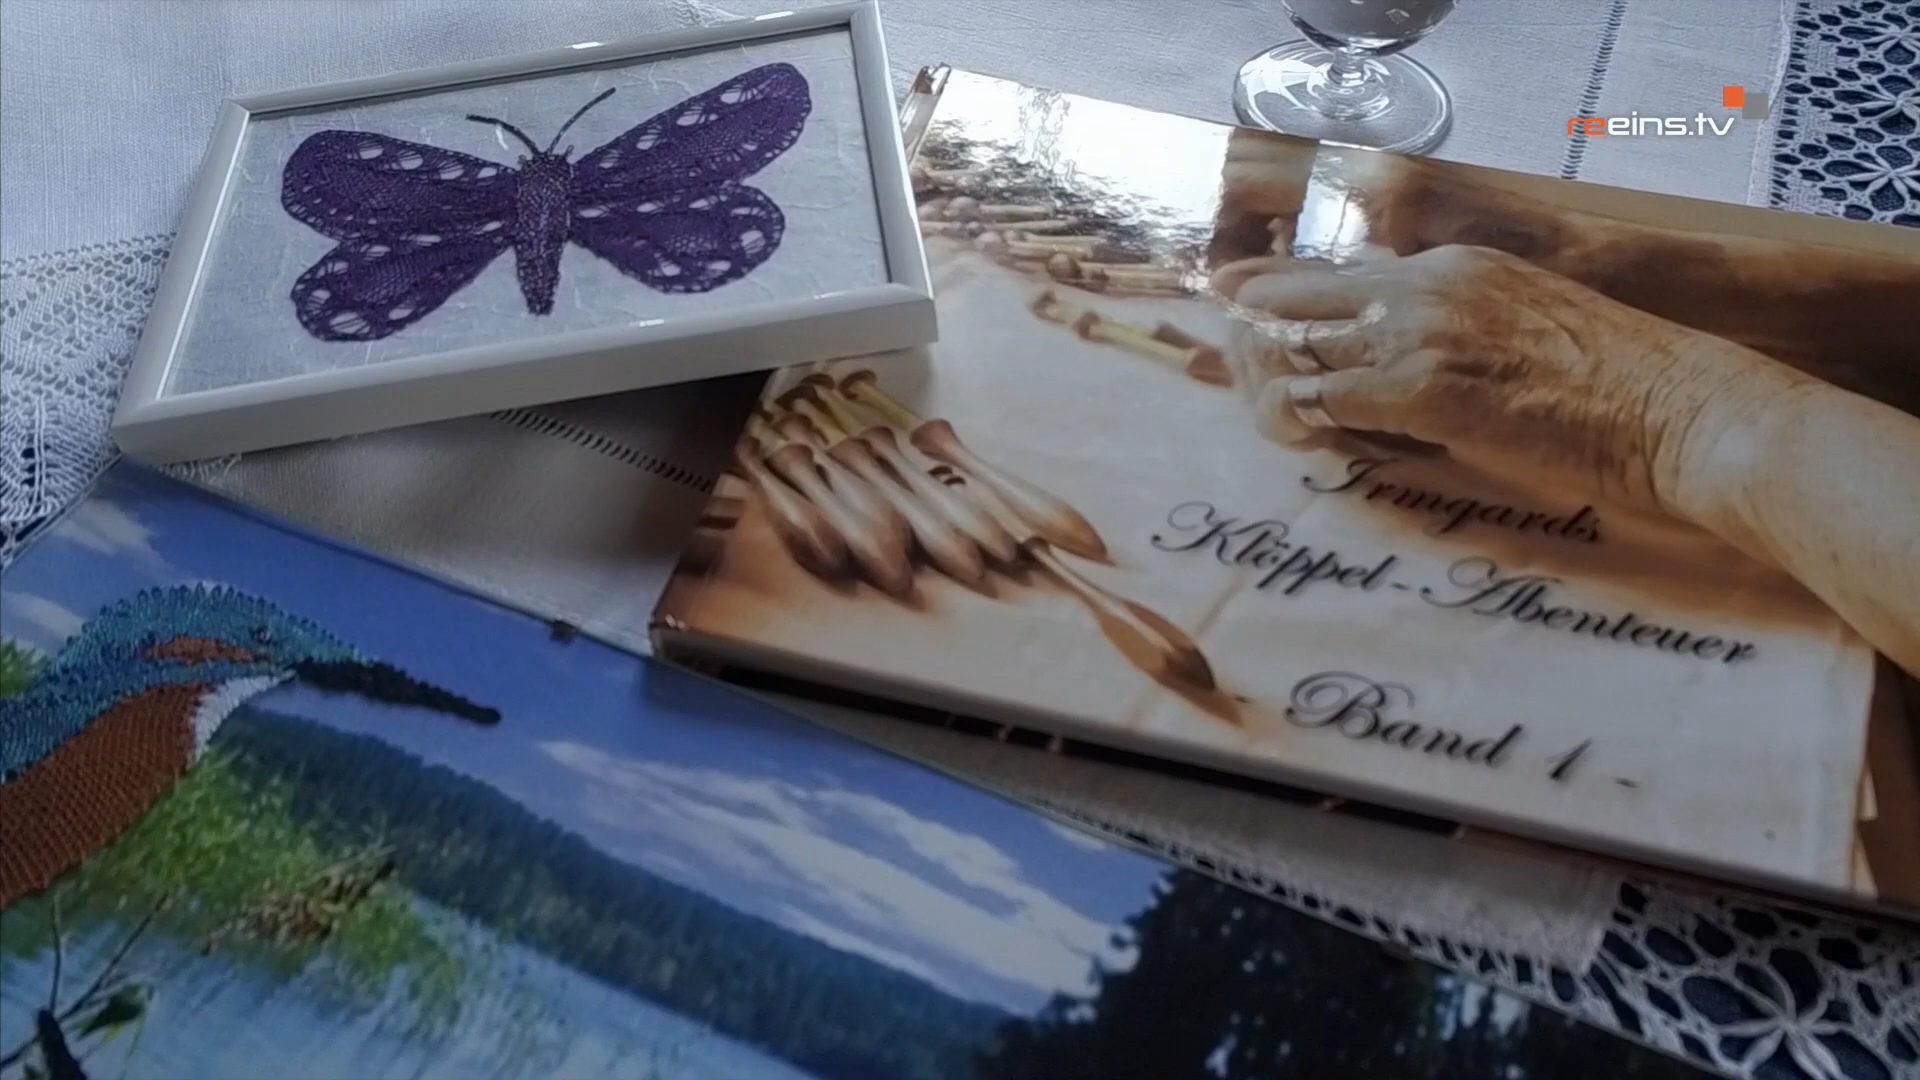 reeins.tv
Irmgards
Klöppel-Abenteuer
- Band 1 -